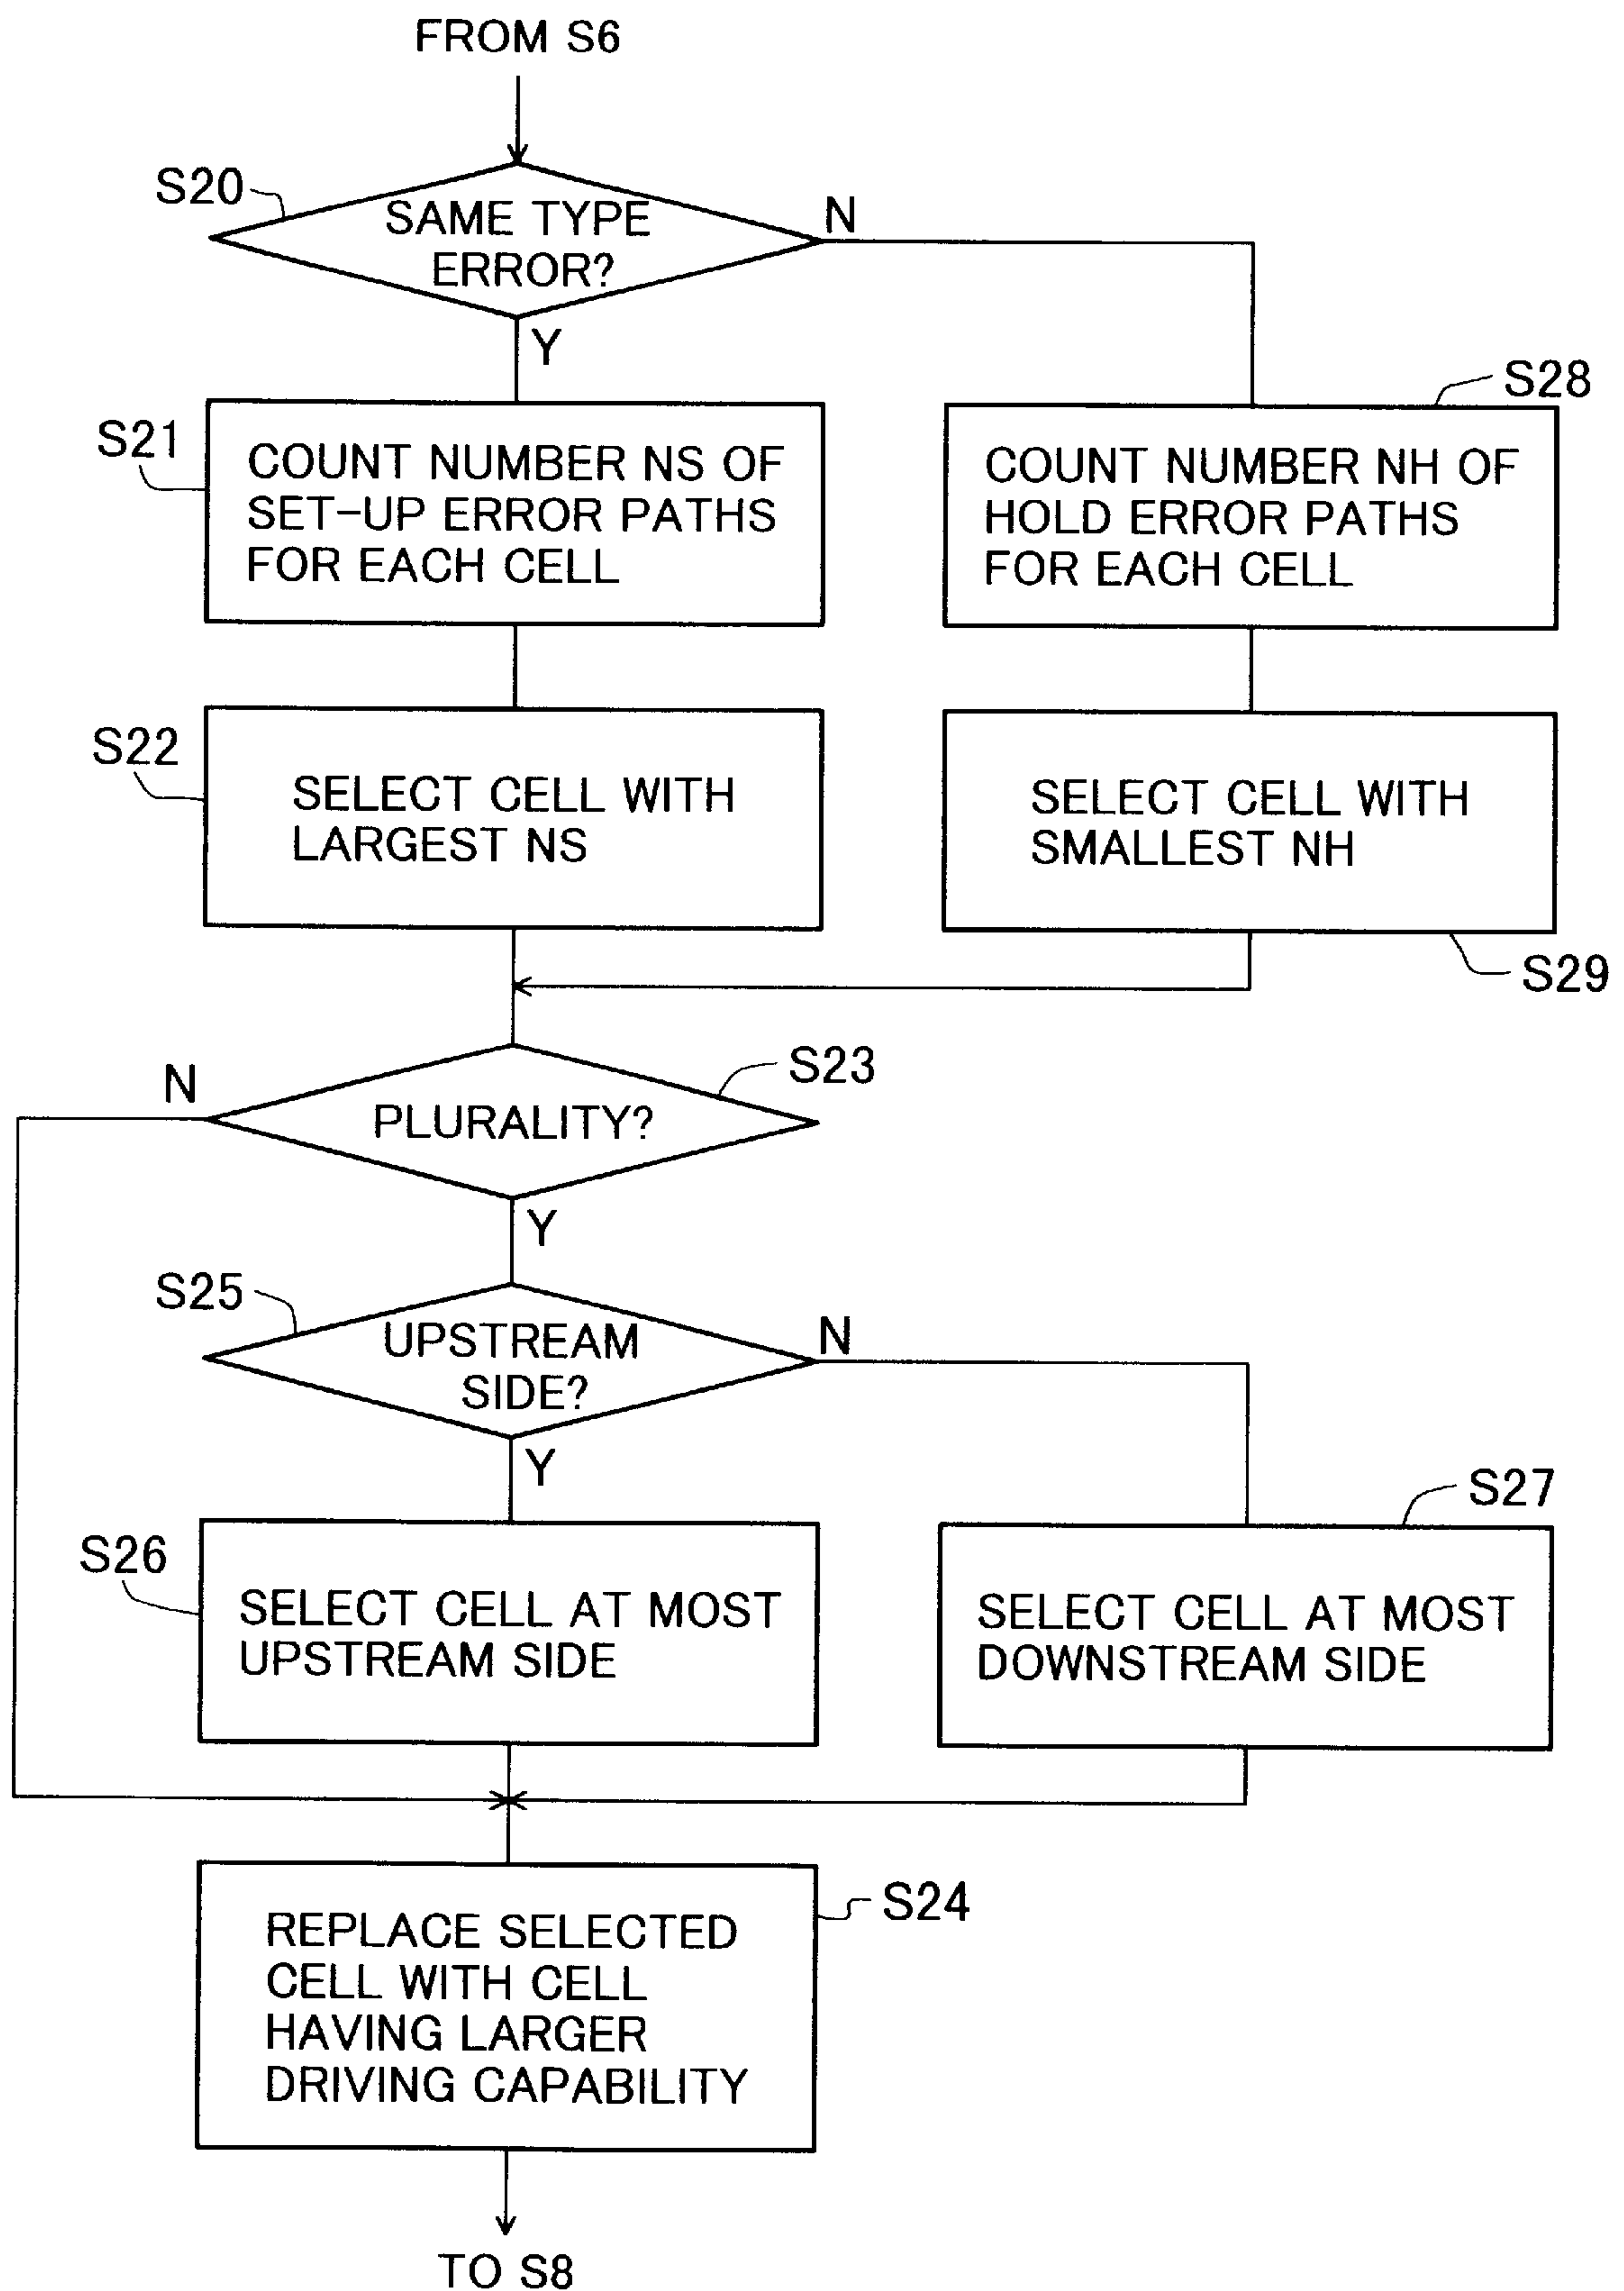 FROM S6
S20
SAME TYPE
ERROR?
N
Y
S21
COUNT NUMBER NS OF
SET-UP ERROR PATHS
FOR EACH CELL
S28
COUNT NUMBER NH OF
HOLD ERROR PATHS
FOR EACH CELL
S22
SELECT CELL WITH
LARGEST NS
SELECT CELL WITH
SMALLEST NH
S29
N
S23
PLURALITY?
Y
S25
UPSTREAM
SIDE?
N
Y
S26
SELECT CELL AT MOST
UPSTREAM SIDE
S27
SELECT CELL AT MOST
DOWNSTREAM SIDE
S24
REPLACE SELECTED
CELL WITH CELL
HAVING LARGER
DRIVING CAPABILITY
TO S8